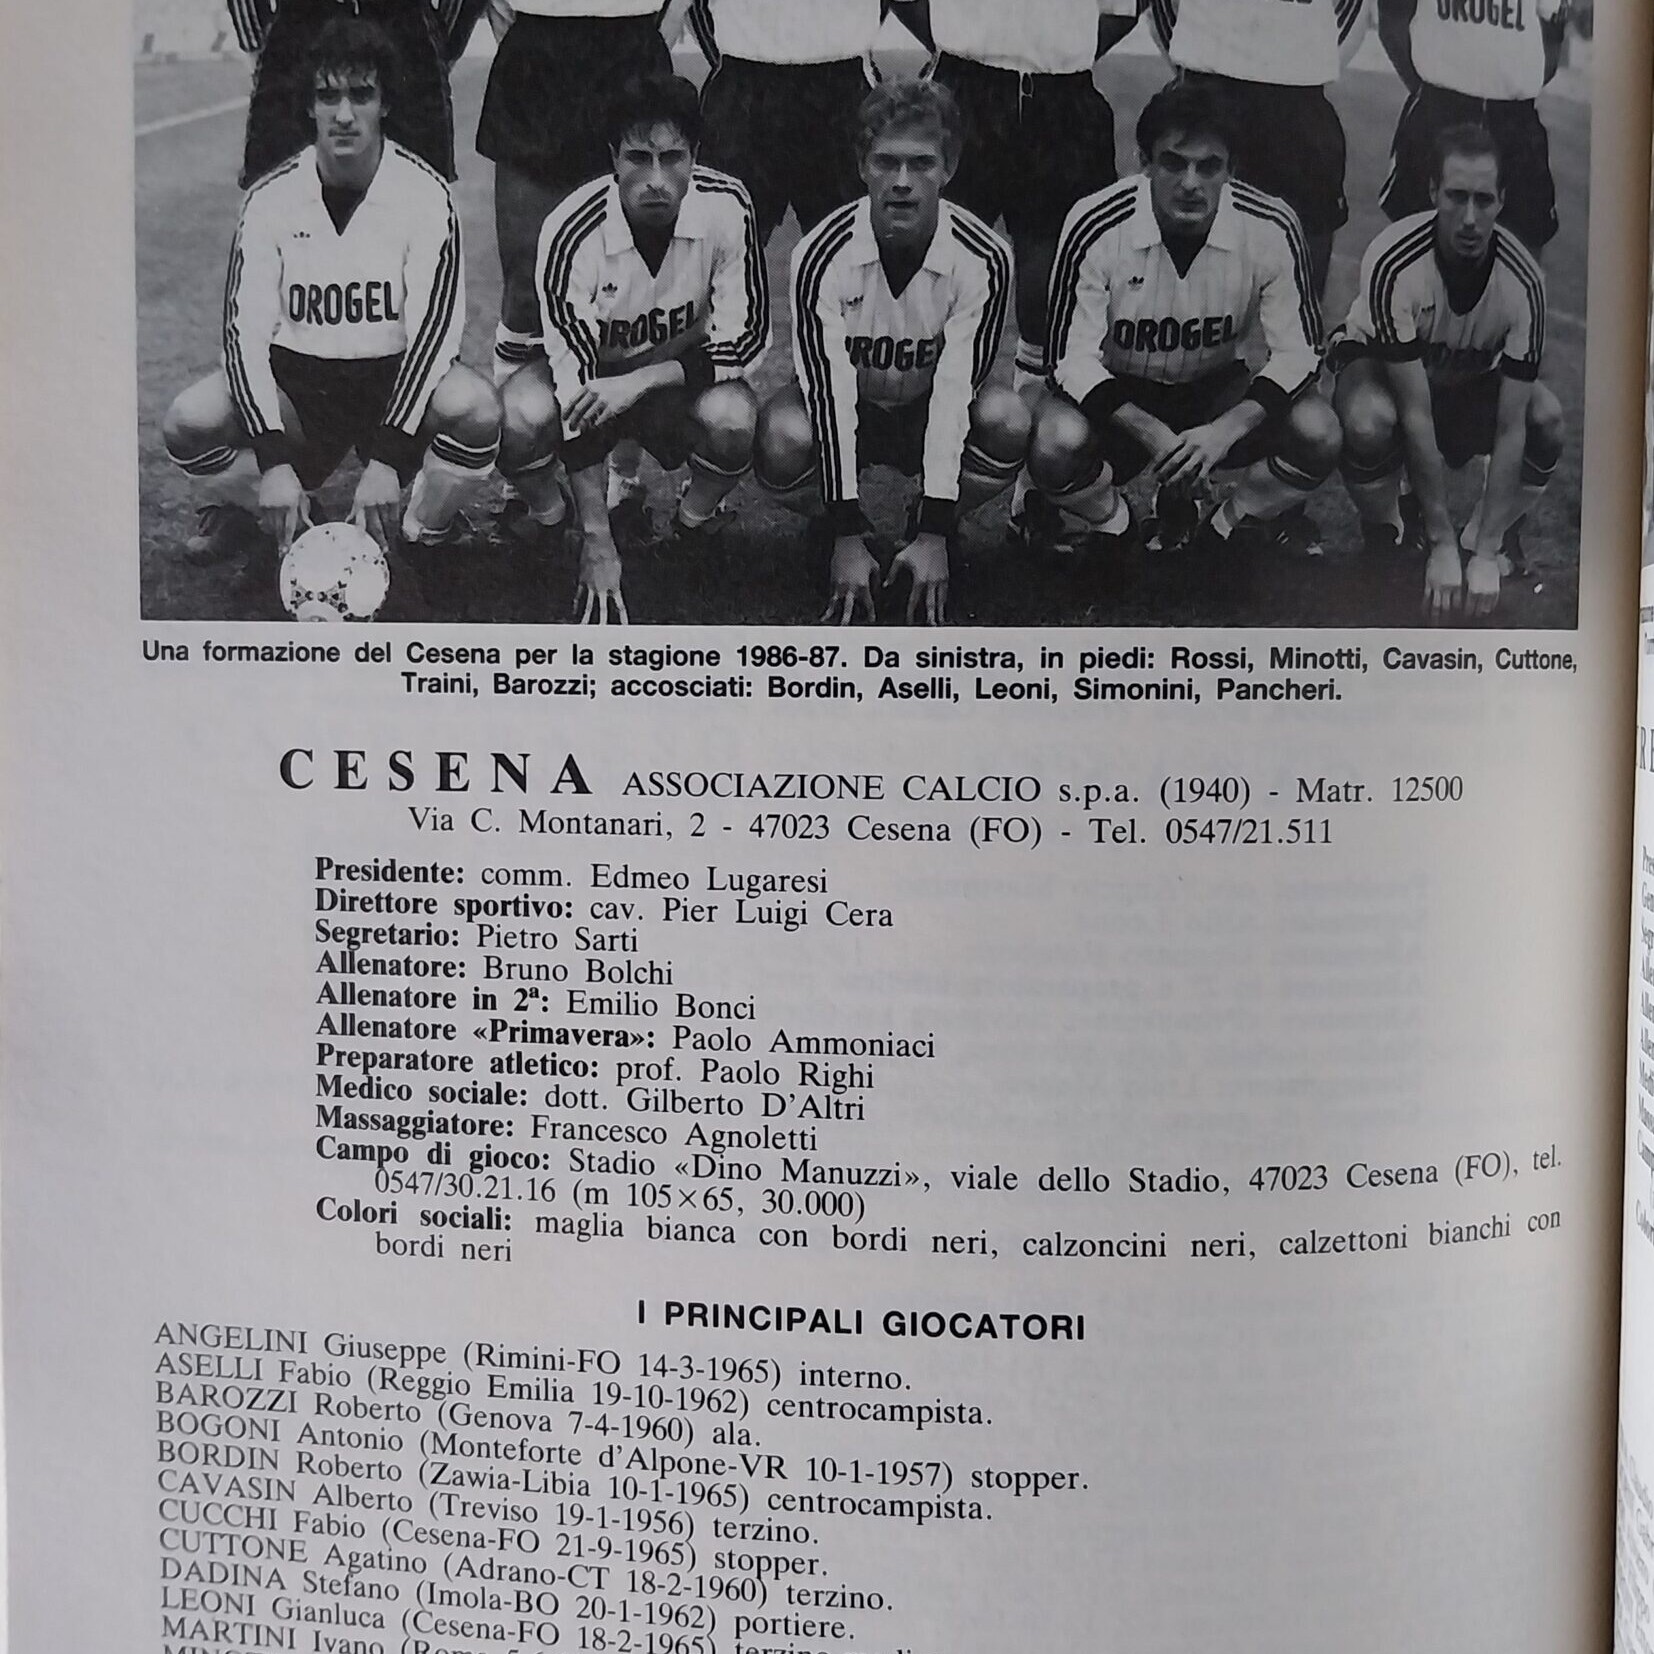 OROGEL
OROGEL
ROGEL
ROGE
OROGEL
Una formazione del Cesena per la stagione 1986-87. Da sinistra, in piedi: Rossi, Minotti, Cavasin, Cuttone,
Traini, Barozzi; accosciati: Bordin, Aselli, Leoni, Simonini, Pancheri.
CESENA ASSOCIAZIONE CALCIO s.p.a. (1940) - Matr. 12500
Via C. Montanari, 2 - 47023 Cesena (FO) - Tel. 0547/21.511
Presidente: comm. Edmeo Lugaresi
Direttore sportivo: cav. Pier Luigi Cera
Segretario: Pietro Sarti
Allenatore: Bruno Bolchi
Allenatore in 2ª: Emilio Bonci
Allenatore «Primavera»: Paolo Ammoniaci
Preparatore atletico: prof. Paolo Righi
Medico sociale: dott. Gilberto D'Altri
Massaggiatore: Francesco Agnoletti
Campo di gioco: Stadio «Dino Manuzzi», viale dello Stadio, 47023 Cesena (FO), tel.
0547/30.21.16 (m 105×65, 30.000)
Colori sociali: maglia bianca con bordi neri, calzoncini neri, calzettoni bianchi con
bordi neri
I PRINCIPALI GIOCATORI
ANGELINI Giuseppe (Rimini-FO 14-3-1965) interno.
ASELLI Fabio (Reggio Emilia 19-10-1962) centrocampista.
BAROZZI Roberto (Genova 7-4-1960) ala.
BOGONI Antonio (Monteforte d'Alpone-VR 10-1-1957) stopper.
BORDIN Roberto (Zawia-Libia 10-1-1965) centrocampista.
CAVASIN Alberto (Treviso 19-1-1956) terzino.
CUCCHI Fabio (Cesena-FO 21-9-1965) stopper.
CUTTONE Agatino (Adrano-CT 18-2-1960) terzino.
DADINA Stefano (Imola-BO 20-1-1962) portiere.
LEONI Gianluca (Cesena-FO 18-2-1965)
MARTINI Ivano